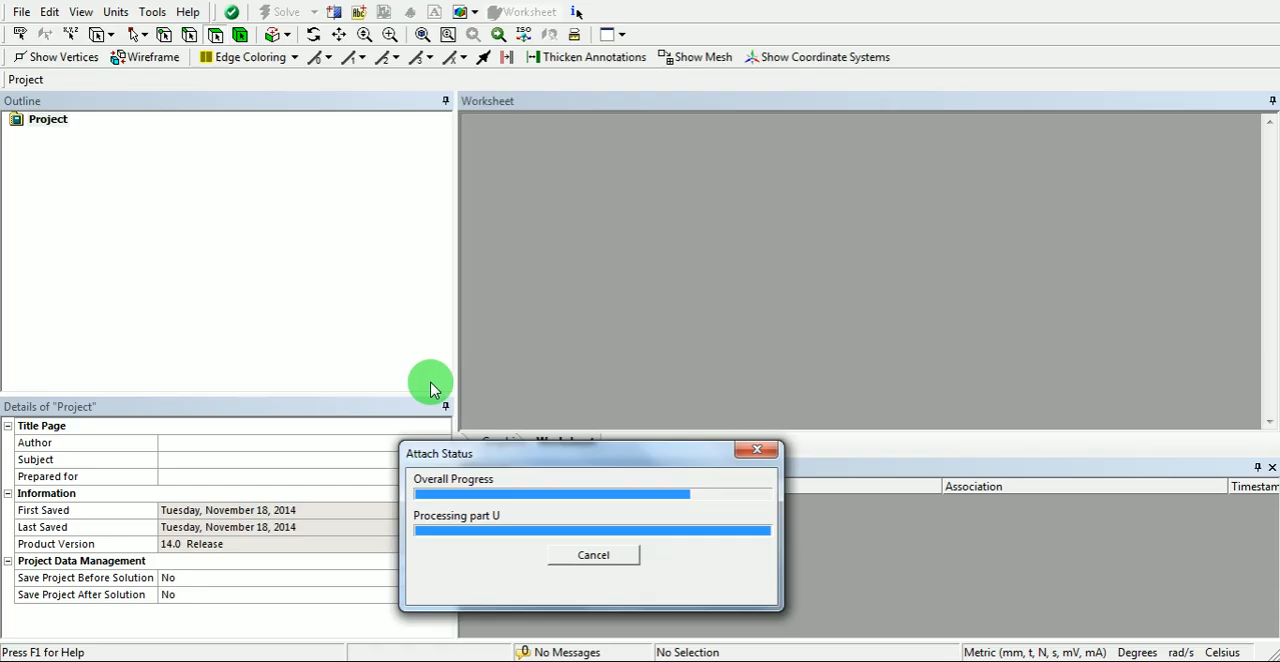 File Edit View Units Tools Help Solve Worksheet
Show Vertices Wireframe Edge Coloring Thicken Annotations Show Mesh Show Coordinate Systems
Project
Outline
Project
Worksheet
Details of "Project"
Title Page
Author
Subject
Prepared for
Information
First Saved Tuesday, November 18, 2014
Last Saved Tuesday, November 18, 2014
Product Version 14.0 Release
Project Data Management
Save Project Before Solution No
Save Project After Solution No
Attach Status
Overall Progress
Processing part U
Cancel
Association Timestam
Press F1 for Help No Messages No Selection Metric (mm, t, N, s, mV, mA) Degrees rad/s Celsius